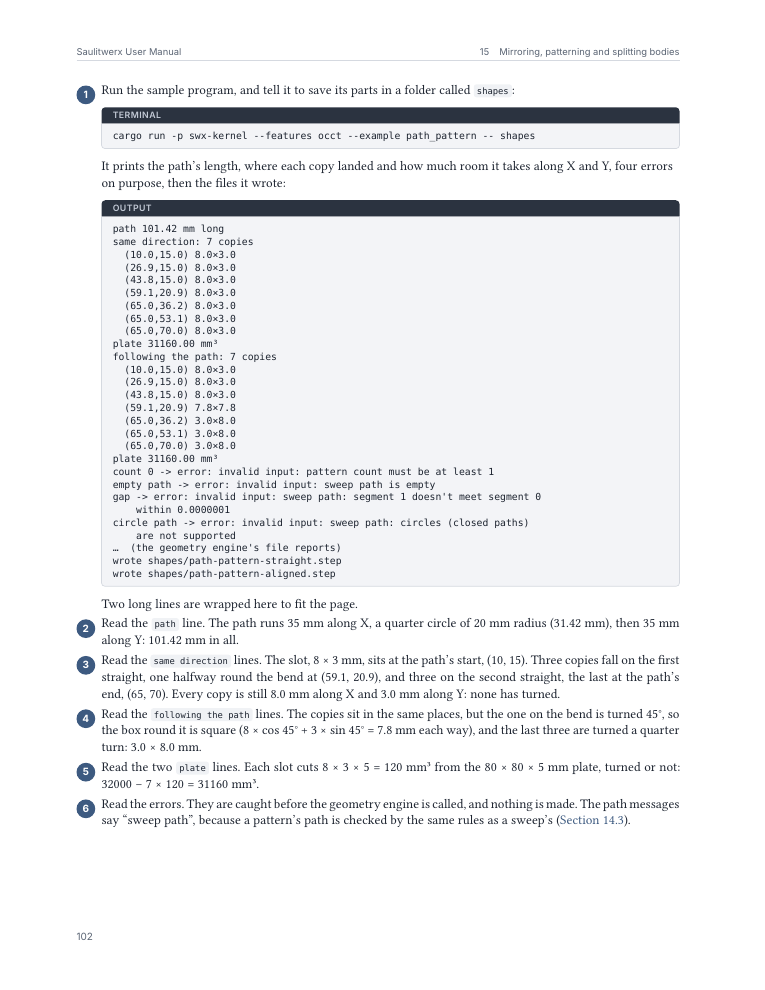 Saulitwerx User Manual
15 Mirroring, patterning and splitting bodies
1 Run the sample program, and tell it to save its parts in a folder called shapes:
TERMINAL
cargo run -p swx-kernel --features occt --example path_pattern -- shapes
It prints the path's length, where each copy landed and how much room it takes along X and Y, four errors
on purpose, then the files it wrote:
OUTPUT
path 101.42 mm long
same direction: 7 copies
(10.0,15.0) 8.0×3.0
(26.9,15.0) 8.0×3.0
(43.8,15.0) 8.0×3.0
(59.1,20.9) 8.0×3.0
(65.0,36.2) 8.0×3.0
(65.0,53.1) 8.0×3.0
(65.0,70.0) 8.0×3.0
plate 31160.00 mm³
following the path: 7 copies
(10.0,15.0) 8.0×3.0
(26.9,15.0) 8.0×3.0
(43.8,15.0) 8.0×3.0
(59.1,20.9) 7.8×7.8
(65.0,36.2) 3.0×8.0
(65.0,53.1) 3.0×8.0
(65.0,70.0) 3.0×8.0
plate 31160.00 mm³
count 0 -> error: invalid input: pattern count must be at least 1
empty path -> error: invalid input: sweep path is empty
gap -> error: invalid input: sweep path: segment 1 doesn't meet segment 0
within 0.0000001
circle path -> error: invalid input: sweep path: circles (closed paths)
are not supported
… (the geometry engine's file reports)
wrote shapes/path-pattern-straight.step
wrote shapes/path-pattern-aligned.step
Two long lines are wrapped here to fit the page.
2 Read the path line. The path runs 35 mm along X, a quarter circle of 20 mm radius (31.42 mm), then 35 mm
along Y: 101.42 mm in all.
3 Read the same direction lines. The slot, 8 × 3 mm, sits at the path's start, (10, 15). Three copies fall on the first
straight, one halfway round the bend at (59.1, 20.9), and three on the second straight, the last at the path's
end, (65, 70). Every copy is still 8.0 mm along X and 3.0 mm along Y: none has turned.
4 Read the following the path lines. The copies sit in the same places, but the one on the bend is turned 45°, so
the box round it is square (8 × cos 45° + 3 × sin 45° = 7.8 mm each way), and the last three are turned a quarter
turn: 3.0 × 8.0 mm.
5 Read the two plate lines. Each slot cuts 8 × 3 × 5 = 120 mm³ from the 80 × 80 × 5 mm plate, turned or not:
32000 − 7 × 120 = 31160 mm³.
6 Read the errors. They are caught before the geometry engine is called, and nothing is made. The path messages
say “sweep path”, because a pattern's path is checked by the same rules as a sweep's (Section 14.3).
102